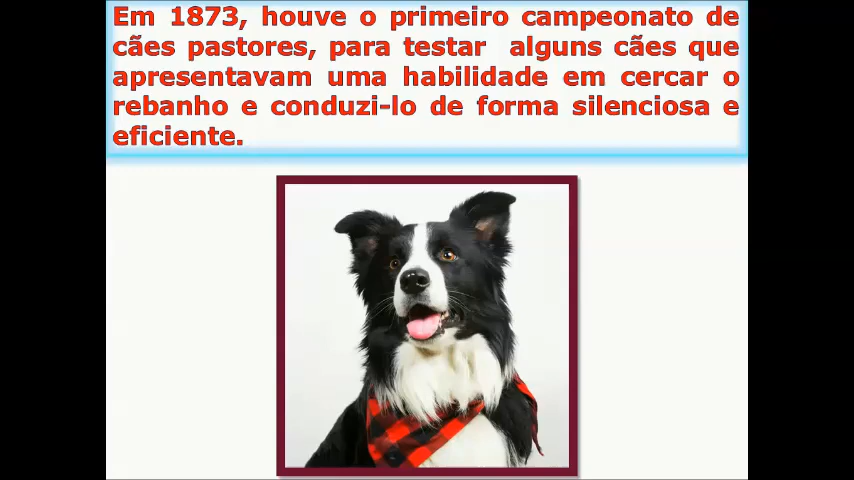 Em 1873, houve o primeiro campeonato de
cães pastores, para testar alguns cães que
apresentavam uma habilidade em cercar o
rebanho e conduzi-lo de forma silenciosa e
eficiente.